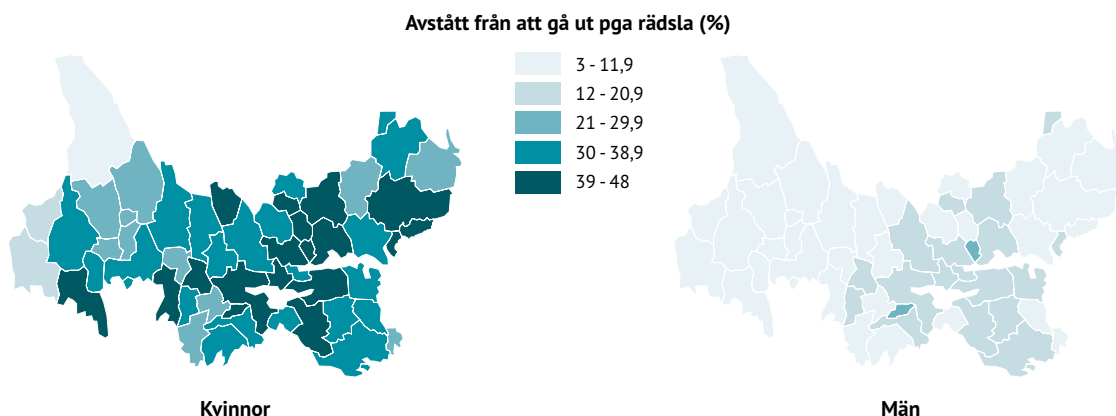 Avstått från att gå ut pga rädsla (%)
3 - 11,9
12 - 20,9
21 - 29,9
30 - 38,9
39 - 48
Kvinnor
Män